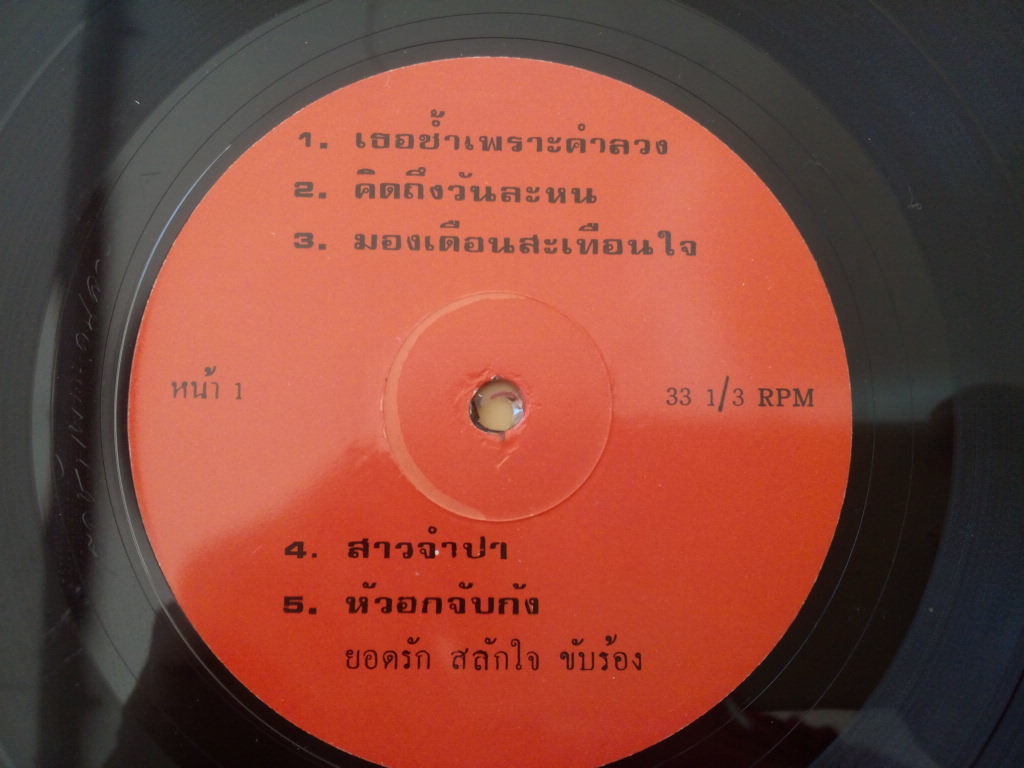 1. เธอช้ำเพราะคำลวง
2. คิดถึงวันละหน
3. มองเดือนสะเทือนใจ
หน้า 1
33 1/3 RPM
4. สาวจำปา
5. หัวอกจับกัง
ยอดรัก สลักใจ ขับร้อง